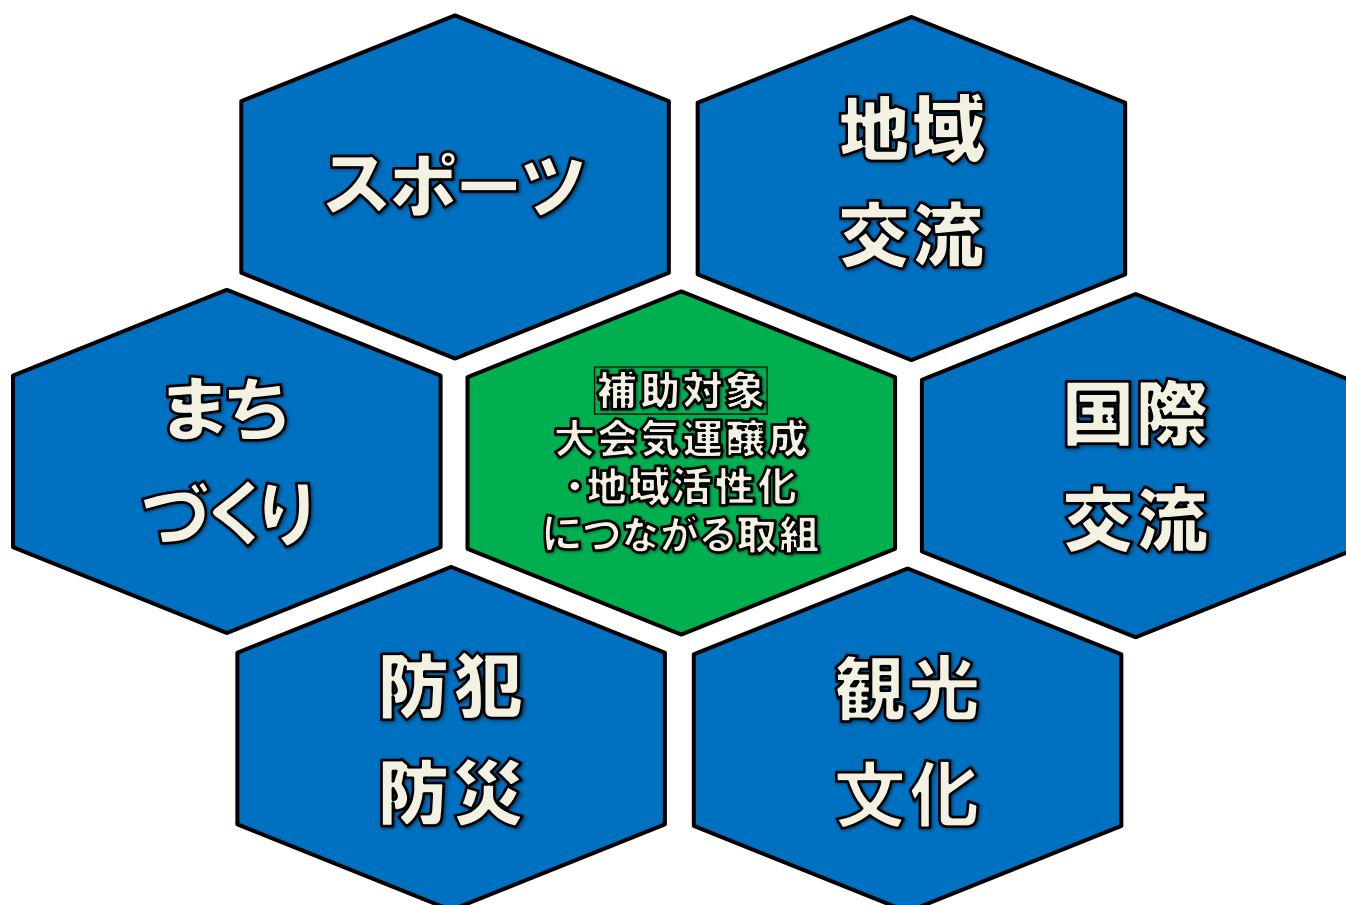 スポーツ
地域
交流
まち
づくり
補助対象
大会気運醸成
・地域活性化
につながる取組
国際
交流
防犯
防災
観光
文化